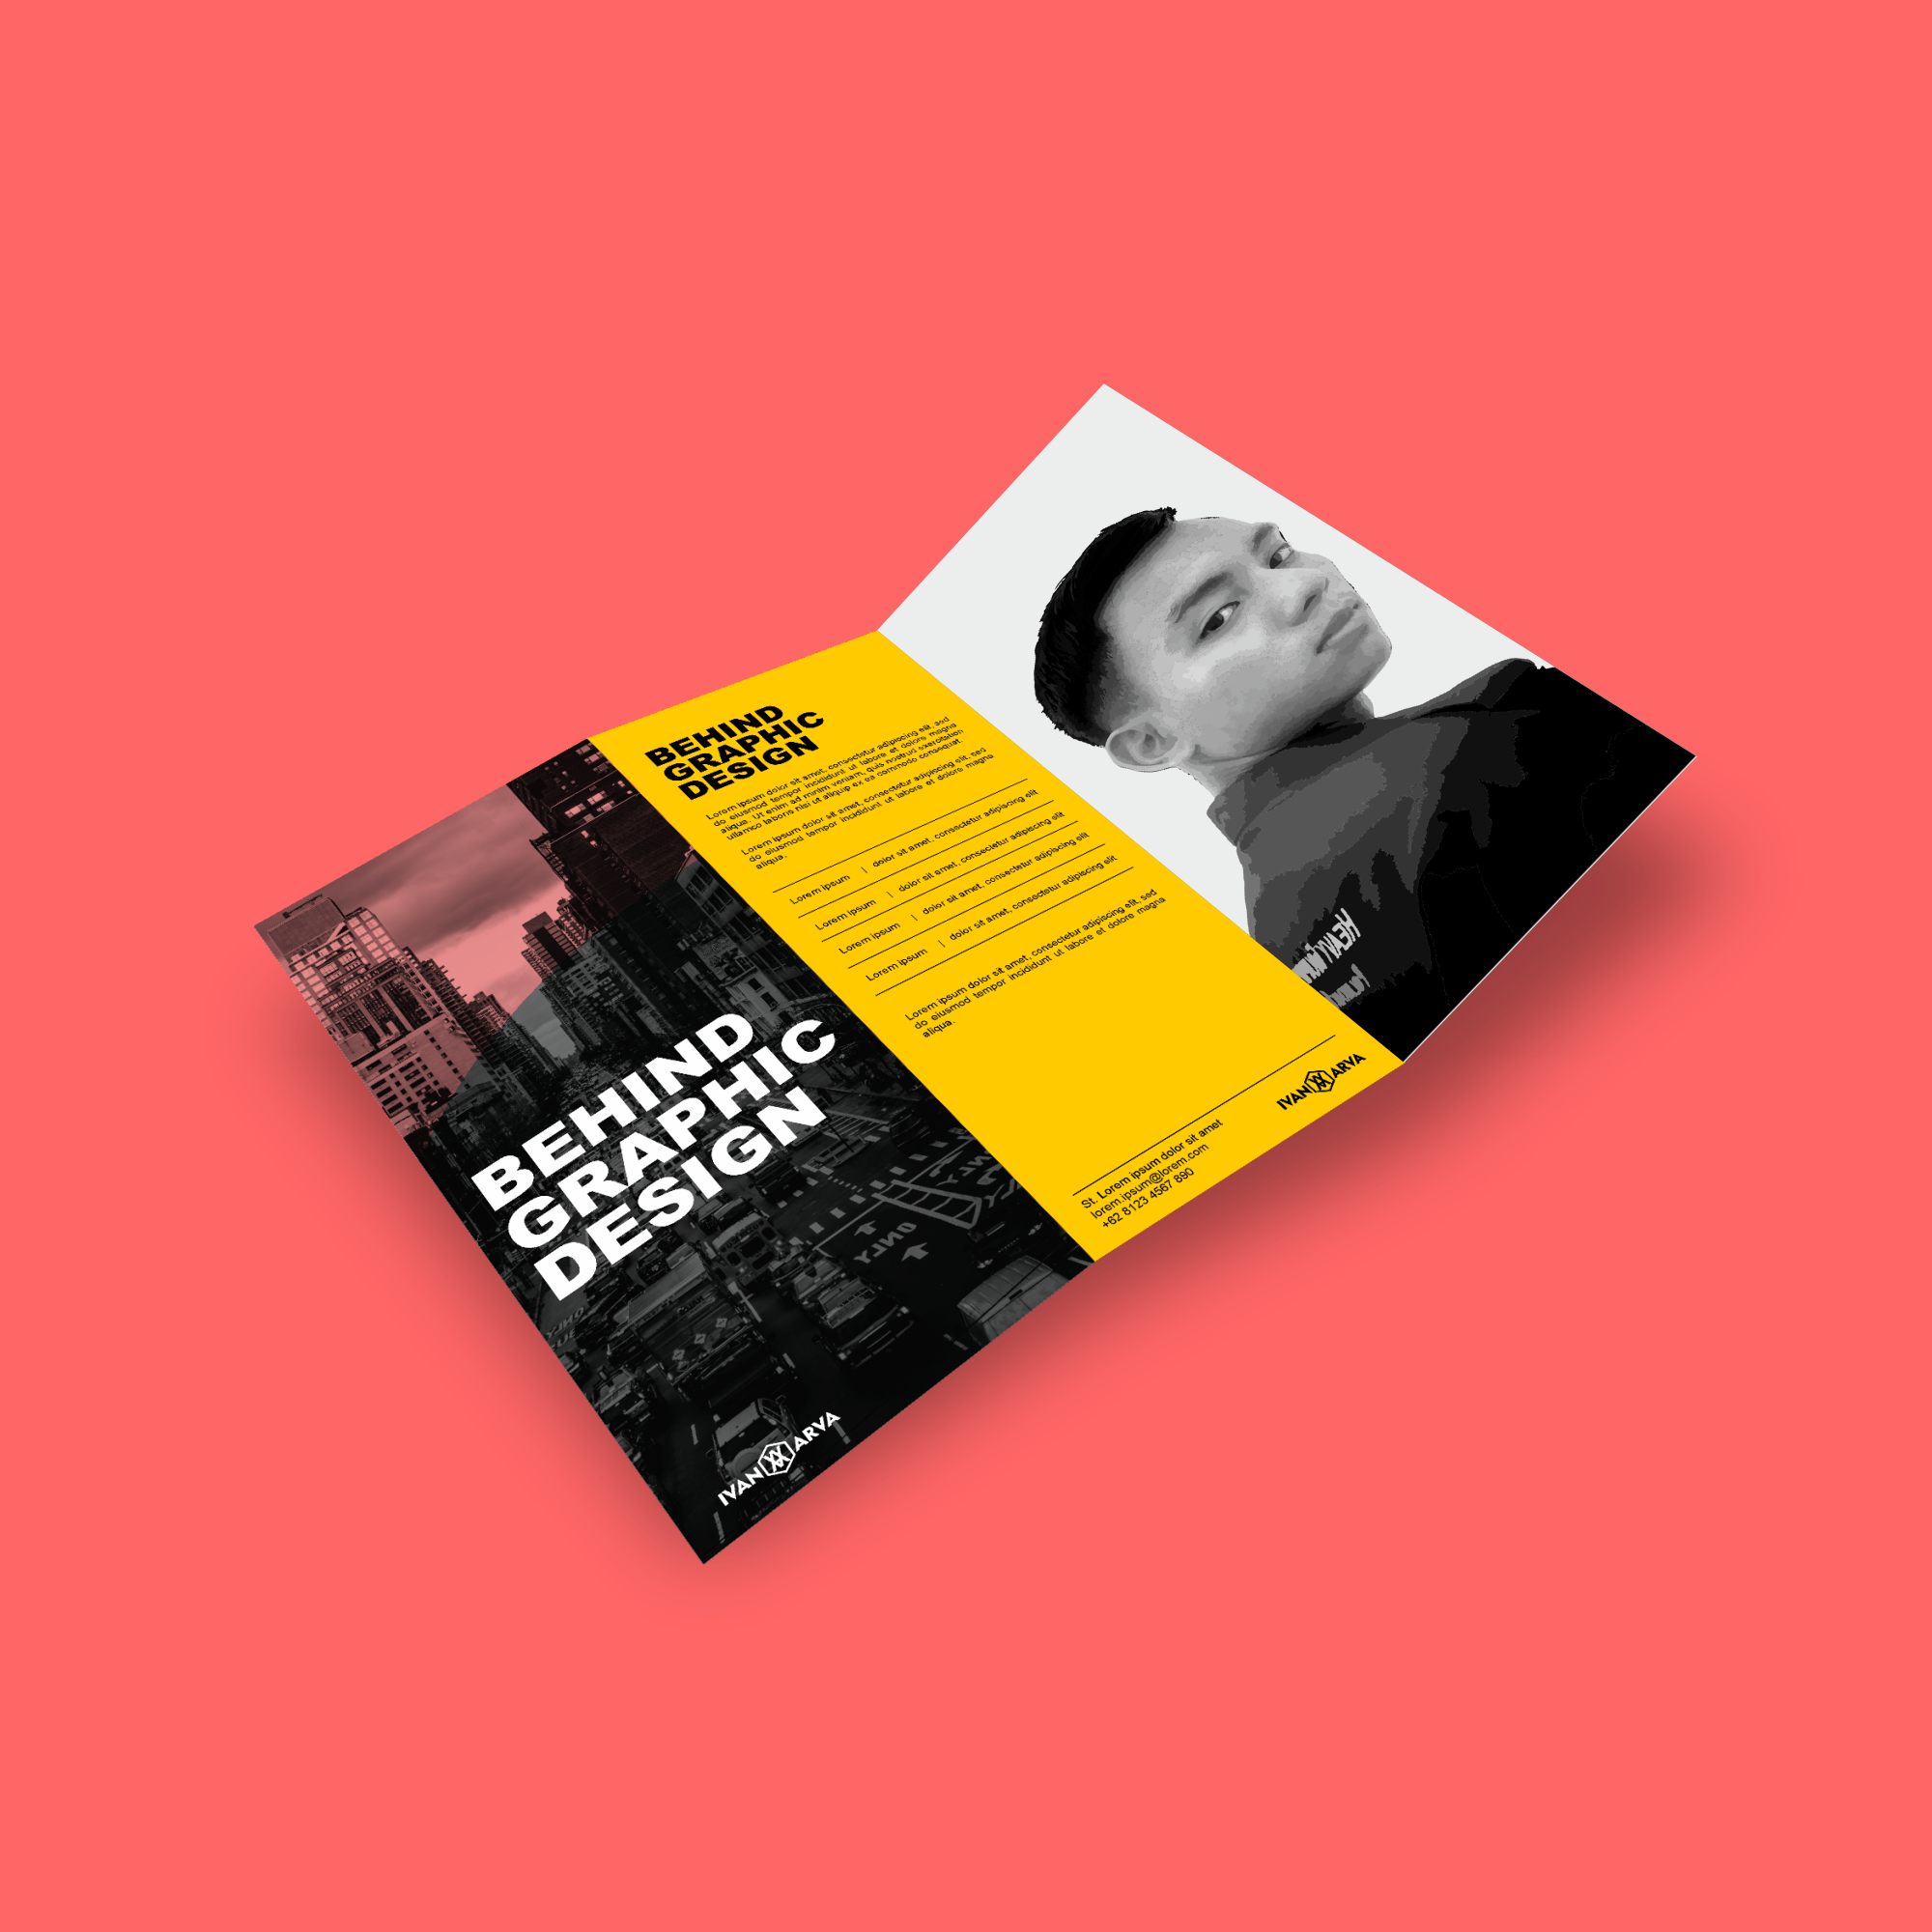 BEHIND
GRAPHIC
DESIGN
IVAN ARVA
BEHIND
GRAPHIC
DESIGN
Lorem ipsum dolor sit amet, consectetur adipiscing elit, sed
do eiusmod tempor incididunt ut labore et dolore magna
aliqua. Ut enim ad minim veniam, quis nostrud exercitation
ullamco laboris nisi ut aliquip ex ea commodo consequat.
Lorem ipsum dolor sit amet, consectetur adipiscing elit, sed
do eiusmod tempor incididunt ut labore et dolore magna
aliqua.
Lorem ipsum | dolor sit amet, consectetur adipiscing elit
Lorem ipsum | dolor sit amet, consectetur adipiscing elit
Lorem ipsum | dolor sit amet, consectetur adipiscing elit
Lorem ipsum | dolor sit amet, consectetur adipiscing elit
Lorem ipsum dolor sit amet, consectetur adipiscing elit, sed
do eiusmod tempor incididunt ut labore et dolore magna
aliqua.
St. Lorem ipsum dolor sit amet
lorem.ipsum@lorem.com
+62 8123 4567 890
IVAN ARVA
ONLY